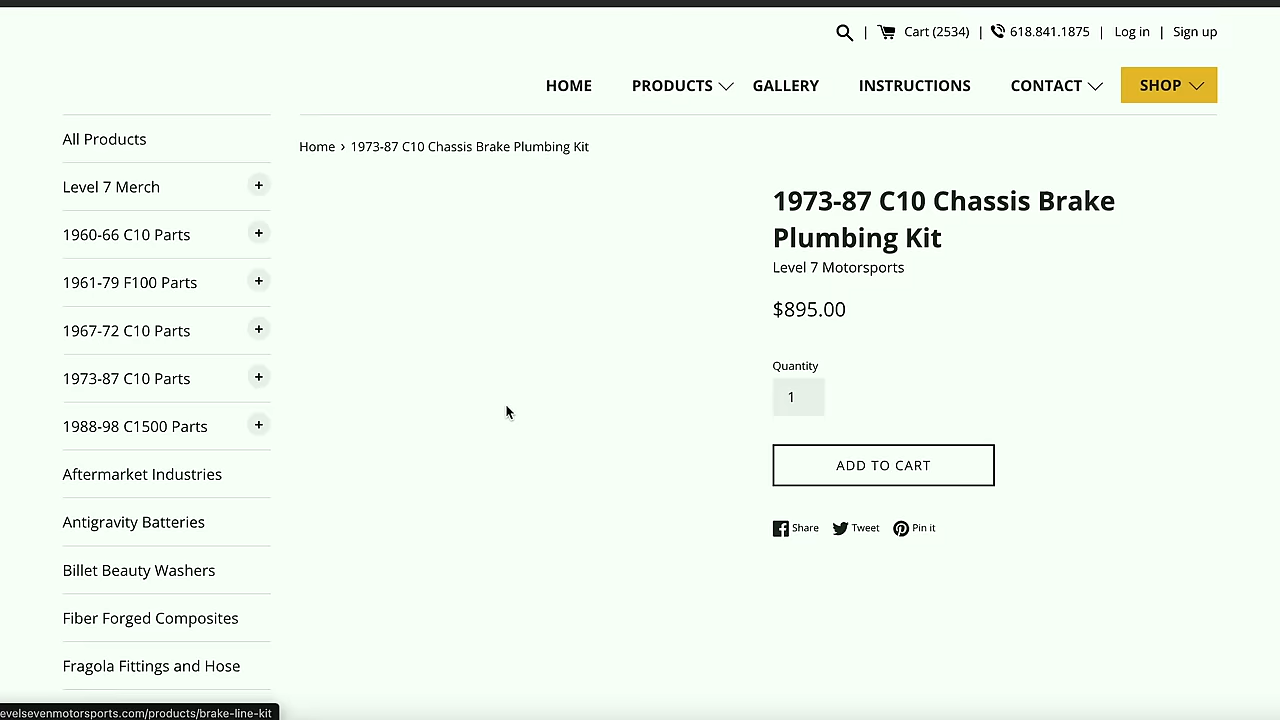 Cart (2534) | 618.841.1875 | Log in | Sign up
HOME PRODUCTS GALLERY INSTRUCTIONS CONTACT SHOP
All Products
Level 7 Merch +
1960-66 C10 Parts +
1961-79 F100 Parts +
1967-72 C10 Parts +
1973-87 C10 Parts +
1988-98 C1500 Parts +
Aftermarket Industries
Antigravity Batteries
Billet Beauty Washers
Fiber Forged Composites
Fragola Fittings and Hose
Home › 1973-87 C10 Chassis Brake Plumbing Kit
1973-87 C10 Chassis Brake
Plumbing Kit
Level 7 Motorsports
$895.00
Quantity
1
ADD TO CART
Share Tweet Pin it
evelsevenmotorsports.com/products/brake-line-kit